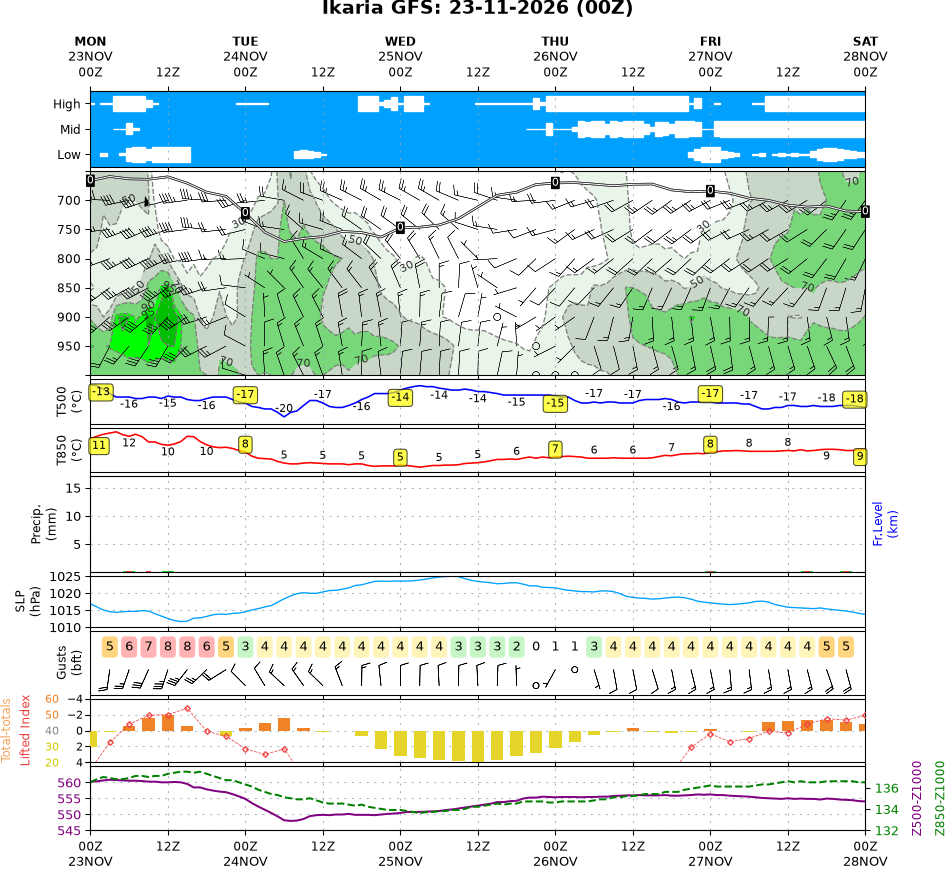 Ikaria GFS: 23-11-2026 (00Z)
MON TUE WED THU FRI SAT
23NOV 24NOV 25NOV 26NOV 27NOV 28NOV
00Z 12Z 00Z 12Z 00Z 12Z 00Z 12Z 00Z 12Z 00Z
High
Mid
Low
0 0 0 0 0 0
700
750
800
850
900
950
T500 (°C)
-13 -16 -15 -16 -17 -20 -17 -16 -14 -14 -14 -15 -15 -17 -17 -16 -17 -17 -17 -18 -18
T850 (°C)
11 12 10 10 8 5 5 5 5 5 5 6 7 6 6 7 8 8 8 9 9
Precip. (mm)
15
10
5
Fr.Level (km)
SLP (hPa)
1025
1020
1015
1010
Gusts (bft)
5 6 7 8 8 6 5 3 4 4 4 4 4 4 4 4 4 4 3 3 3 2 0 1 1 3 4 4 4 4 4 4 4 4 4 4 4 5 5
Total-totals
Lifted Index
60 −4
50 −2
40 0
30 2
20 4
560
555
550
545
136
134
132
Z500-Z1000
Z850-Z1000
00Z 12Z 00Z 12Z 00Z 12Z 00Z 12Z 00Z 12Z 00Z
23NOV 24NOV 25NOV 26NOV 27NOV 28NOV